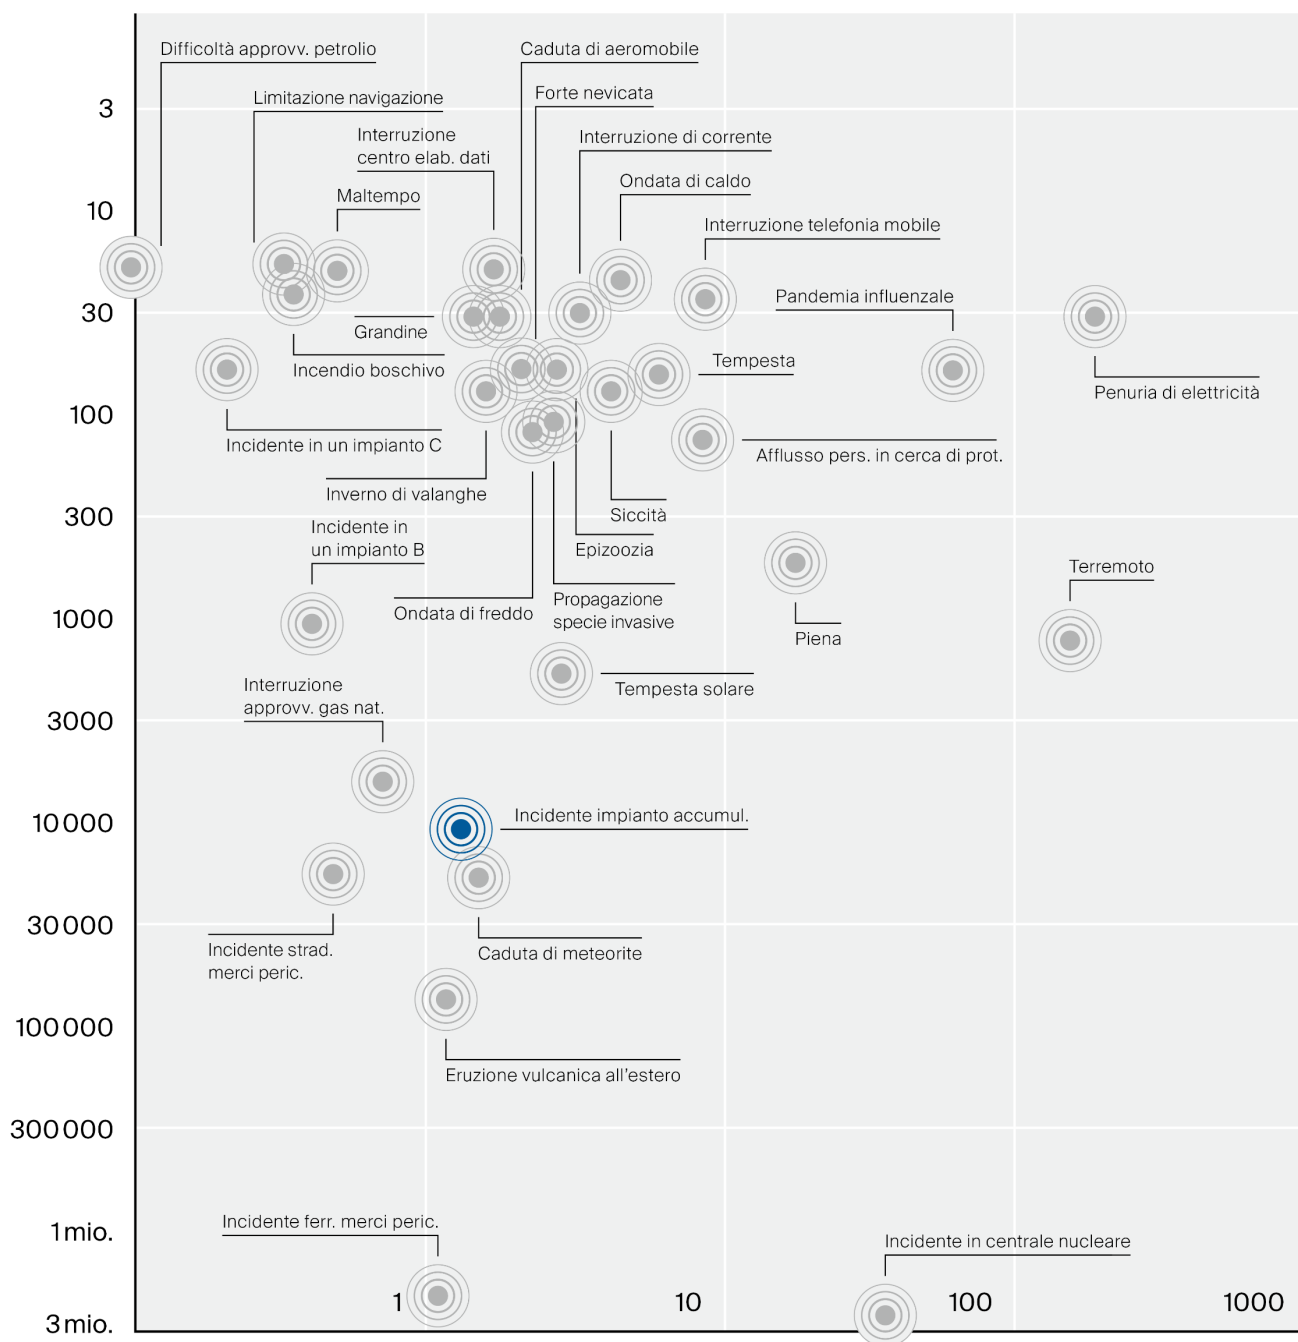 Difficoltà approvv. petrolio
Caduta di aeromobile
Limitazione navigazione
Forte nevicata
3
Interruzione
centro elab. dati
Interruzione di corrente
Maltempo
Ondata di caldo
10
Interruzione telefonia mobile
Pandemia influenzale
30
Grandine
Incendio boschivo
Tempesta
Penuria di elettricità
100
Incidente in un impianto C
Afflusso pers. in cerca di prot.
Inverno di valanghe
Siccità
300
Incidente in
un impianto B
Epizoozia
Terremoto
Ondata di freddo
Propagazione
specie invasive
1000
Piena
Interruzione
approvv. gas nat.
Tempesta solare
3000
10 000
Incidente impianto accumul.
30 000
Incidente strad.
merci peric.
Caduta di meteorite
100 000
Eruzione vulcanica all'estero
300 000
Incidente ferr. merci peric.
1 mio.
Incidente in centrale nucleare
1
10
100
1000
3 mio.